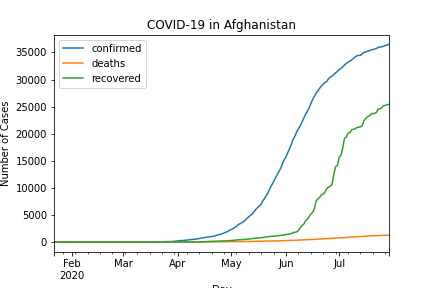 COVID-19 in Afghanistan
confirmed
deaths
recovered
Number of Cases
35000
30000
25000
20000
15000
10000
5000
0
Feb
2020
Mar
Apr
May
Jun
Jul